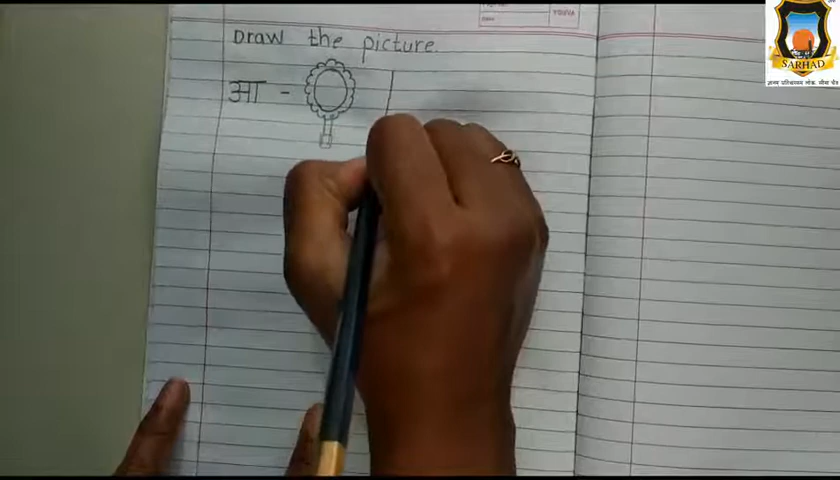 Draw the picture.
आ -
SARHAD